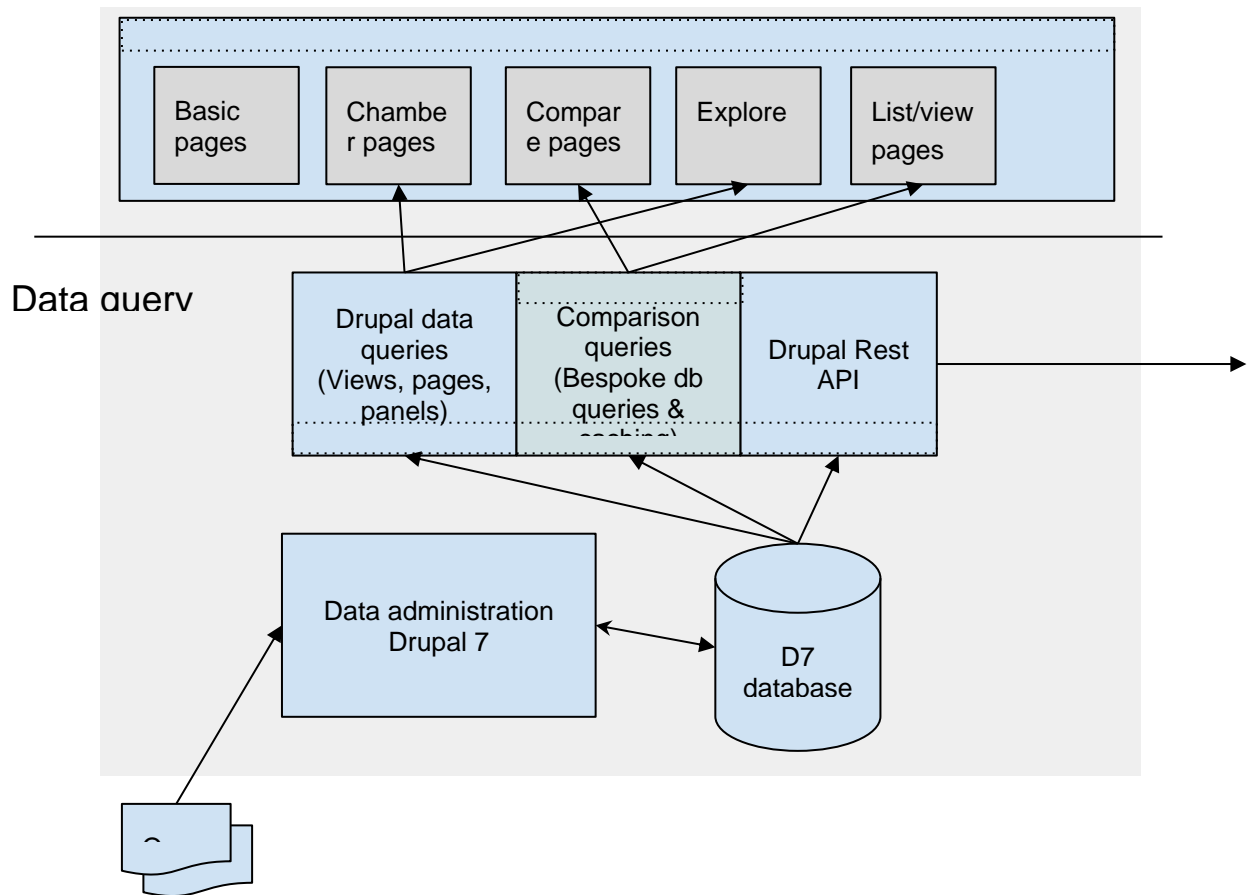 Basic
pages
Chambe
r pages
Compar
e pages
Explore
List/view
pages
Data query
Drupal data
queries
(Views, pages,
panels)
Comparison
queries
(Bespoke db
queries &
caching)
Drupal Rest
API
Data administration
Drupal 7
D7
database